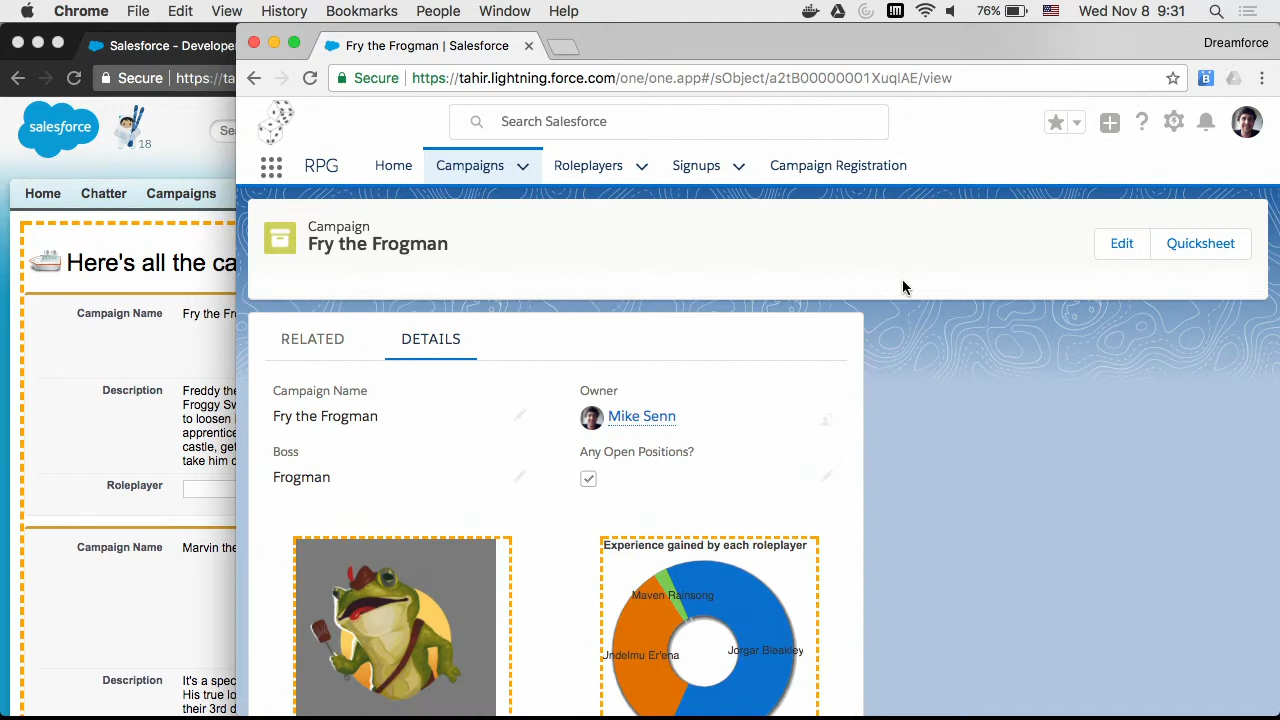 Chrome File Edit View History Bookmarks People Window Help 76% Wed Nov 8 9:31
Salesforce - Develope
Secure https://ta
salesforce
18
Sea
Home Chatter Campaigns
Here's all the ca
Campaign Name Fry the Fr
Description Freddy the
Froggy Sw
to loosen
apprentice
castle, get
take him
Roleplayer
Campaign Name Marvin the
Description It's a spec
His true lo
their 3rd
Fry the Frogman | Salesforce
Dreamforce
Secure https://tahir.lightning.force.com/one/one.app#/sObject/a2tB00000001XuqIAE/view
Search Salesforce
RPG Home Campaigns Roleplayers Signups Campaign Registration
Campaign
Fry the Frogman
Edit Quicksheet
RELATED DETAILS
Campaign Name
Fry the Frogman
Owner
Mike Senn
Boss
Frogman
Any Open Positions?
Experience gained by each roleplayer
Maven Rainsong
Jorgar Bleakley
Undelmu Er'ena